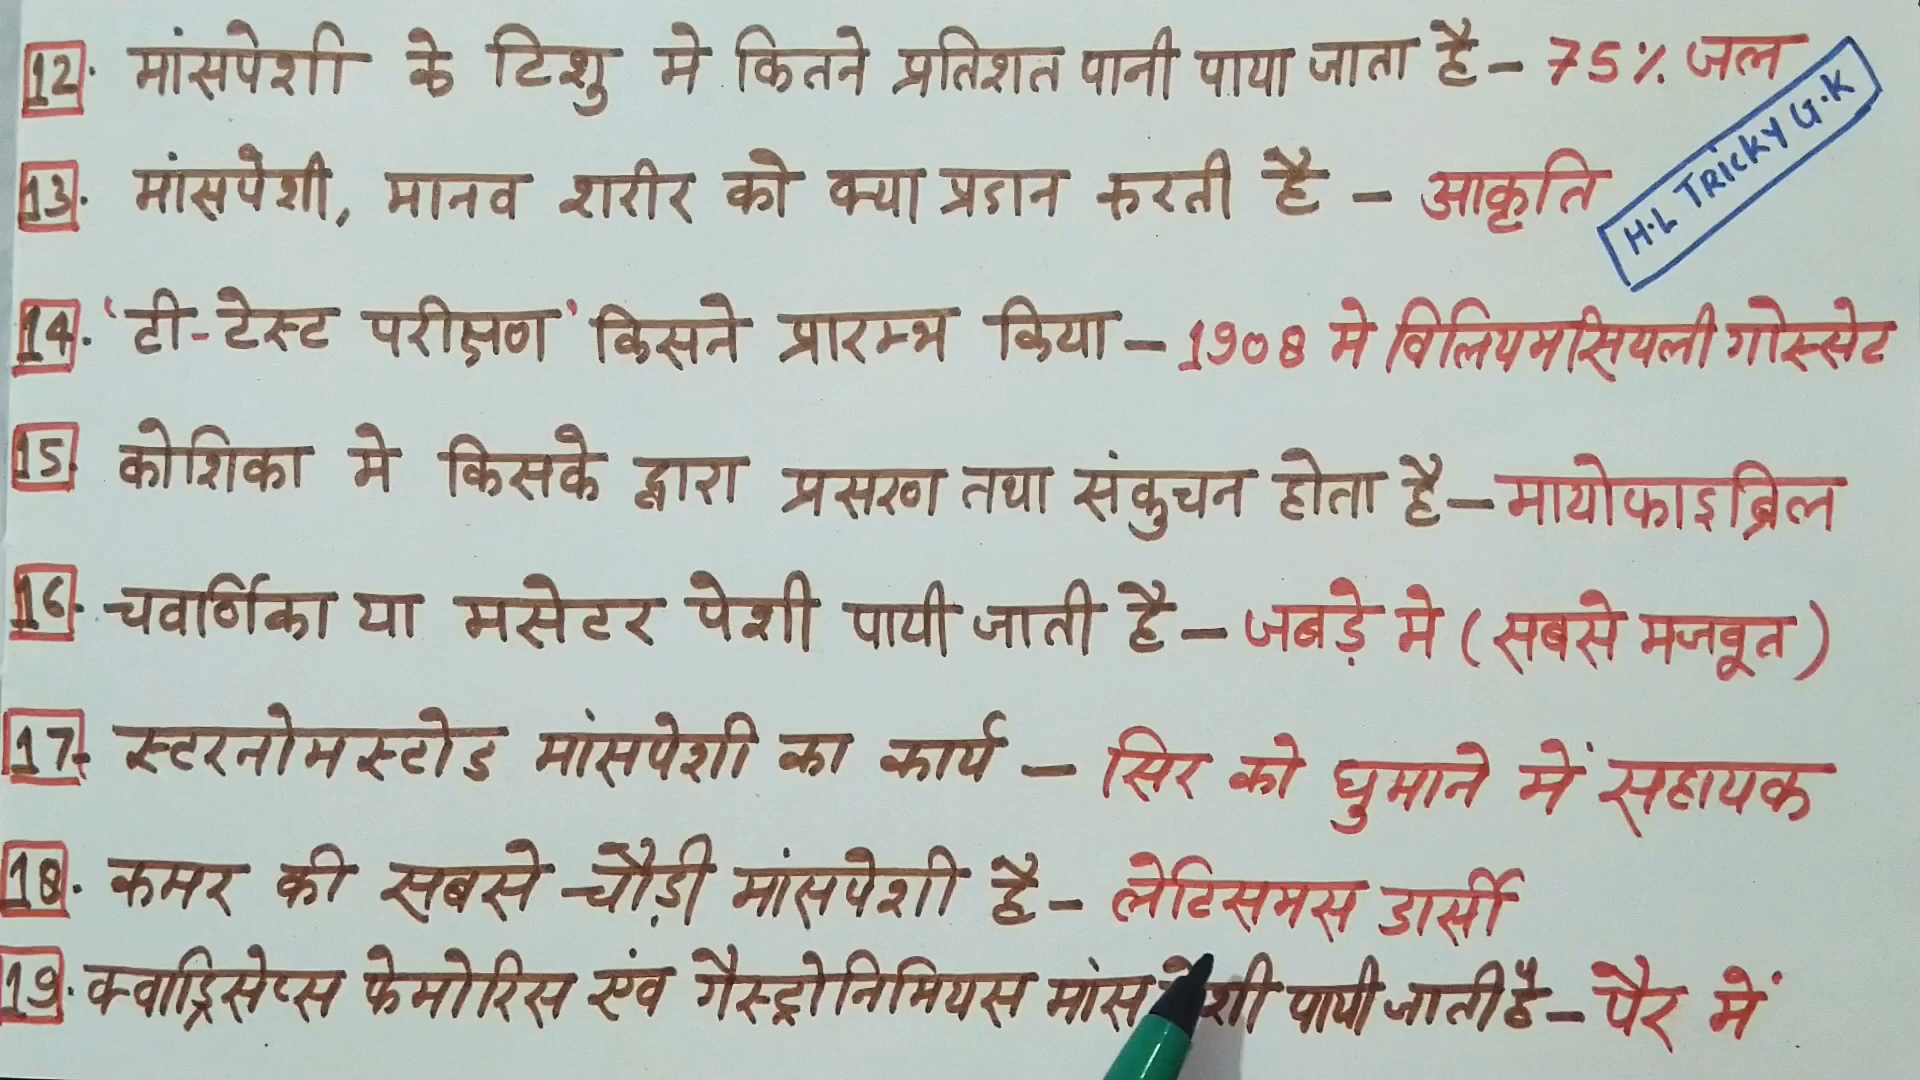 12. मांसपेशी के टिशु मे कितने प्रतिशत पानी पाया जाता है - 75% जल
13. मांसपेशी, मानव शरीर को क्या प्रदान करती है - आकृति
H.L TRICKY G.K
14. 'टी-टेस्ट परीक्षण' किसने प्रारम्भ किया - 1908 मे विलियम सियली गोस्सेट
15. कोशिका मे किसके द्वारा प्रसरण तथा संकुचन होता है - मायोफाइब्रिल
16. चवर्णिका या मसेटर पेशी पायी जाती है - जबड़े मे (सबसे मजबूत)
17. स्टरनोमस्टोड मांसपेशी का कार्य - सिर को घुमाने में सहायक
18. कमर की सबसे चौड़ी मांसपेशी है - लेटिसमस डार्सी
19. क्वाड्रिसेप्स फेमोरिस एंव गैस्ट्रोनिमियस मांसपेशी पायी जाती है - पैर में